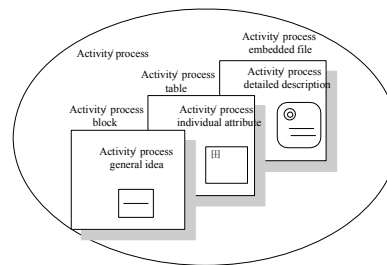 Activity/ process
embedded file
Activity/ process
Activity/ process
table
Activity/ process
detailed description
Activity/ process
block
Activity/ process
individual attribute
Activity/ process
general idea